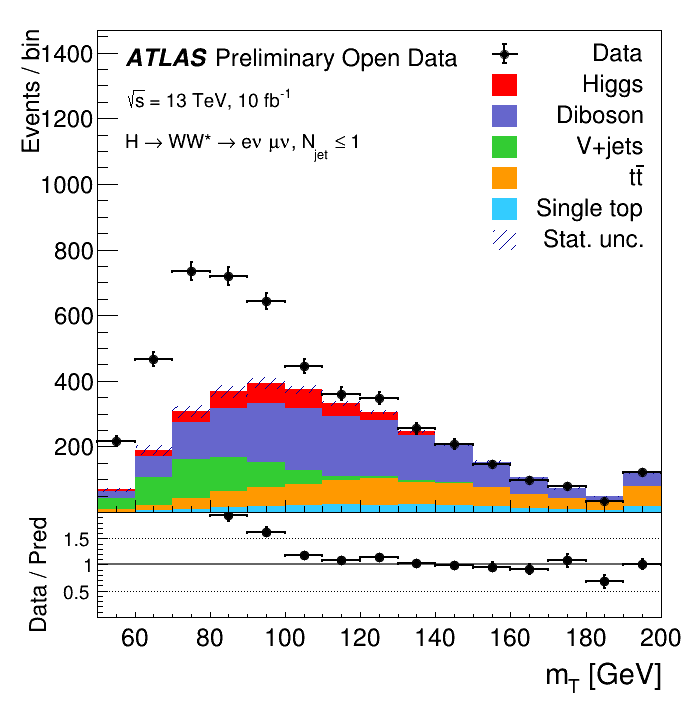 Events / bin
1400
1200
1000
800
600
400
200
ATLAS Preliminary Open Data
√s = 13 TeV, 10 fb⁻¹
H → WW* → eν μν, N_jet ≤ 1
Data
Higgs
Diboson
V+jets
tt̄
Single top
Stat. unc.
Data / Pred
1.5
1
0.5
60 80 100 120 140 160 180 200
m_T [GeV]